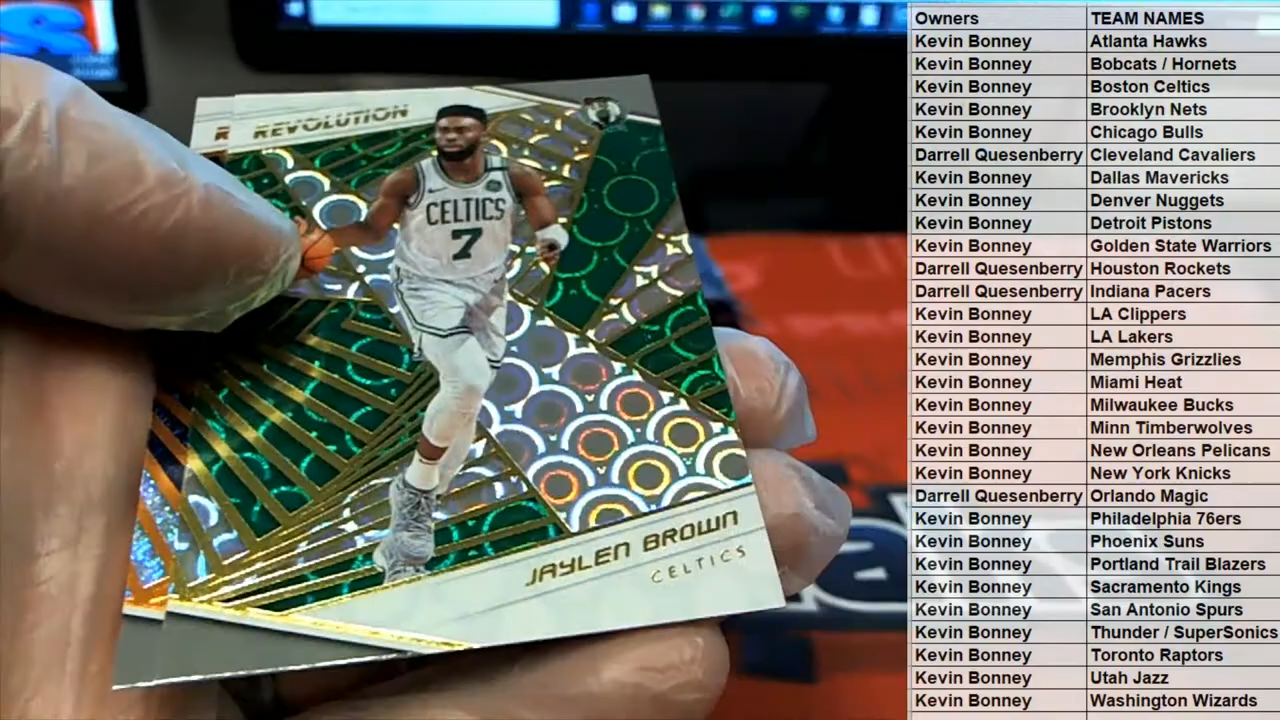 R REVOLUTION
CELTICS
7
JAYLEN BROWN
CELTICS
Owners TEAM NAMES
Kevin Bonney Atlanta Hawks
Kevin Bonney Bobcats / Hornets
Kevin Bonney Boston Celtics
Kevin Bonney Brooklyn Nets
Kevin Bonney Chicago Bulls
Darrell Quesenberry Cleveland Cavaliers
Kevin Bonney Dallas Mavericks
Kevin Bonney Denver Nuggets
Kevin Bonney Detroit Pistons
Kevin Bonney Golden State Warriors
Darrell Quesenberry Houston Rockets
Darrell Quesenberry Indiana Pacers
Kevin Bonney LA Clippers
Kevin Bonney LA Lakers
Kevin Bonney Memphis Grizzlies
Kevin Bonney Miami Heat
Kevin Bonney Milwaukee Bucks
Kevin Bonney Minn Timberwolves
Kevin Bonney New Orleans Pelicans
Kevin Bonney New York Knicks
Darrell Quesenberry Orlando Magic
Kevin Bonney Philadelphia 76ers
Kevin Bonney Phoenix Suns
Kevin Bonney Portland Trail Blazers
Kevin Bonney Sacramento Kings
Kevin Bonney San Antonio Spurs
Kevin Bonney Thunder / SuperSonics
Kevin Bonney Toronto Raptors
Kevin Bonney Utah Jazz
Kevin Bonney Washington Wizards